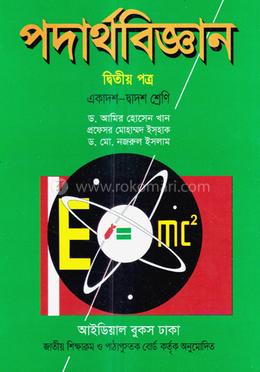 পদার্থবিজ্ঞান
দ্বিতীয় পত্র
একাদশ–দ্বাদশ শ্রেণি
ড. আমির হোসেন খান
প্রফেসর মোহাম্মদ ইস্‌হাক
ড. মো. নজরুল ইসলাম
www.rokomari.com
E=mc²
আইডিয়াল বুকস ঢাকা
জাতীয় শিক্ষাক্রম ও পাঠ্যপুস্তক বোর্ড কর্তৃক অনুমোদিত